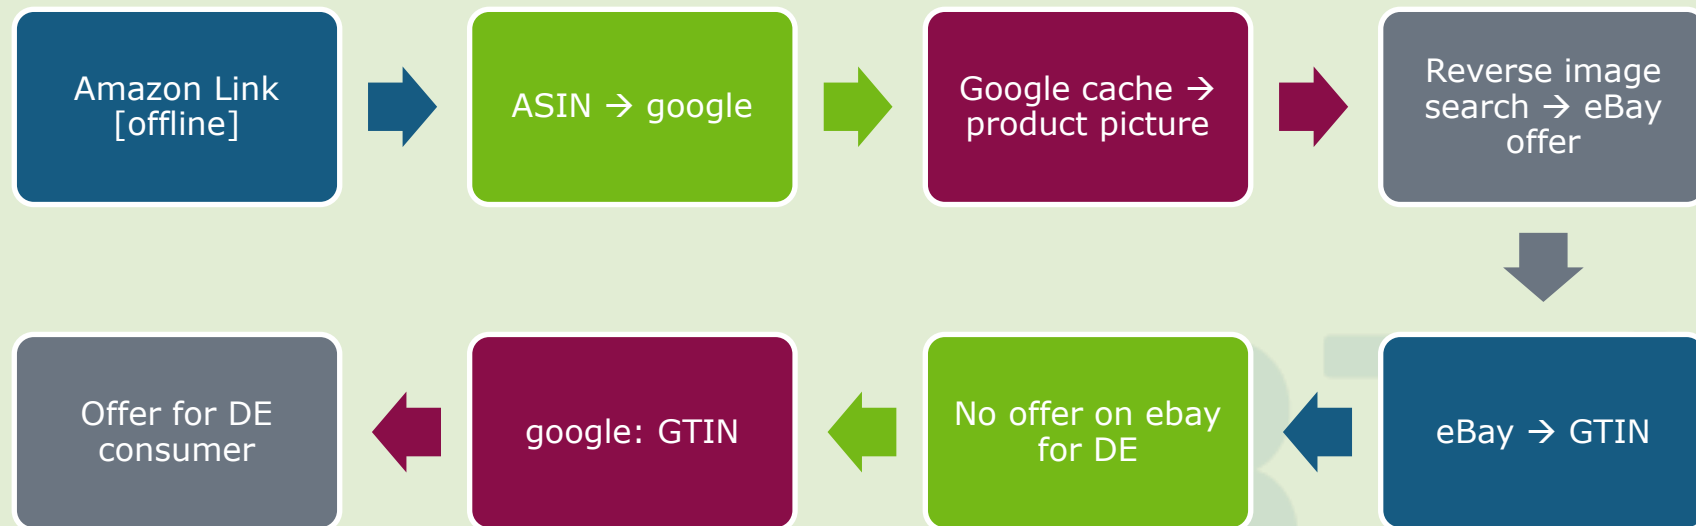 Amazon Link
[offline]
ASIN → google
Google cache →
product picture
Reverse image
search → eBay
offer
Offer for DE
consumer
google: GTIN
No offer on ebay
for DE
eBay → GTIN